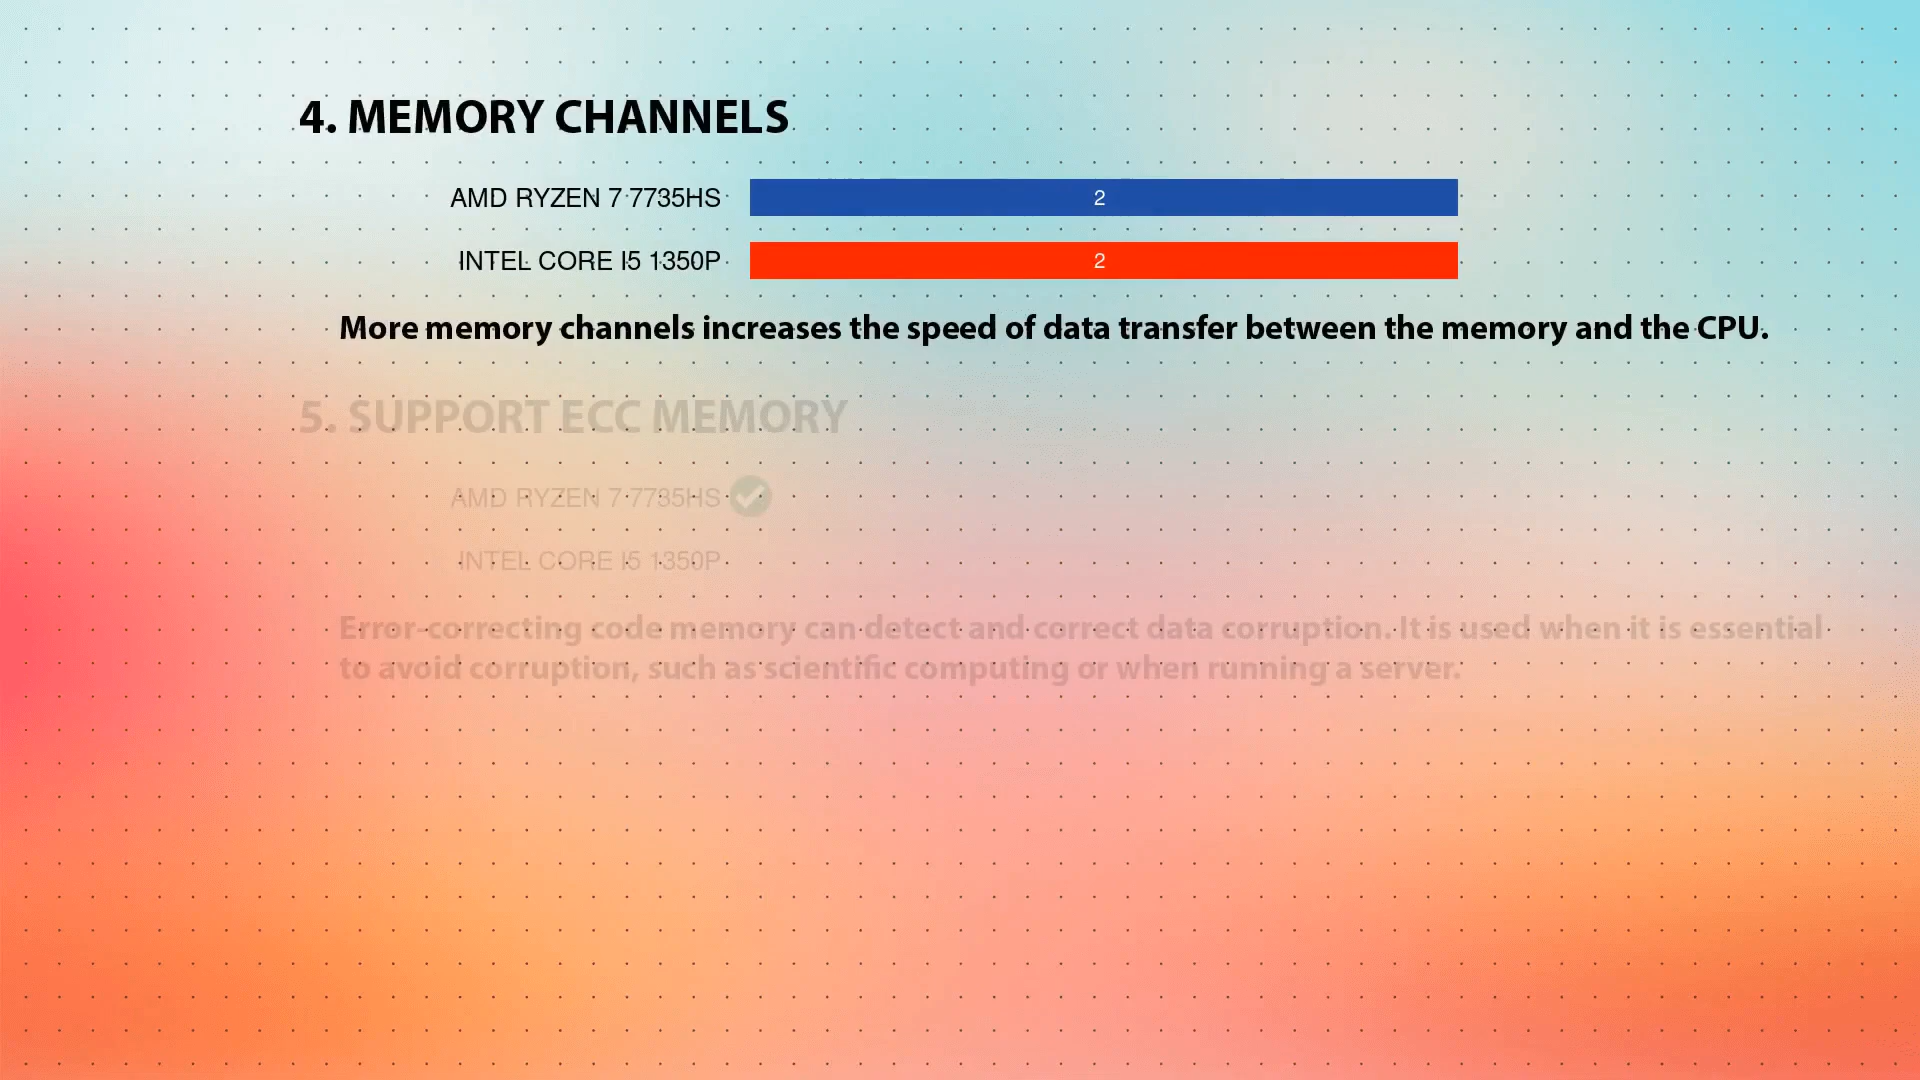 4. MEMORY CHANNELS
AMD RYZEN 7 7735HS 2
INTEL CORE I5 1350P 2
More memory channels increases the speed of data transfer between the memory and the CPU.
5. SUPPORT ECC MEMORY
AMD RYZEN 7 7735HS
INTEL CORE I5 1350P
Error-correcting code memory can detect and correct data corruption. It is used when it is essential
to avoid corruption, such as scientific computing or when running a server.